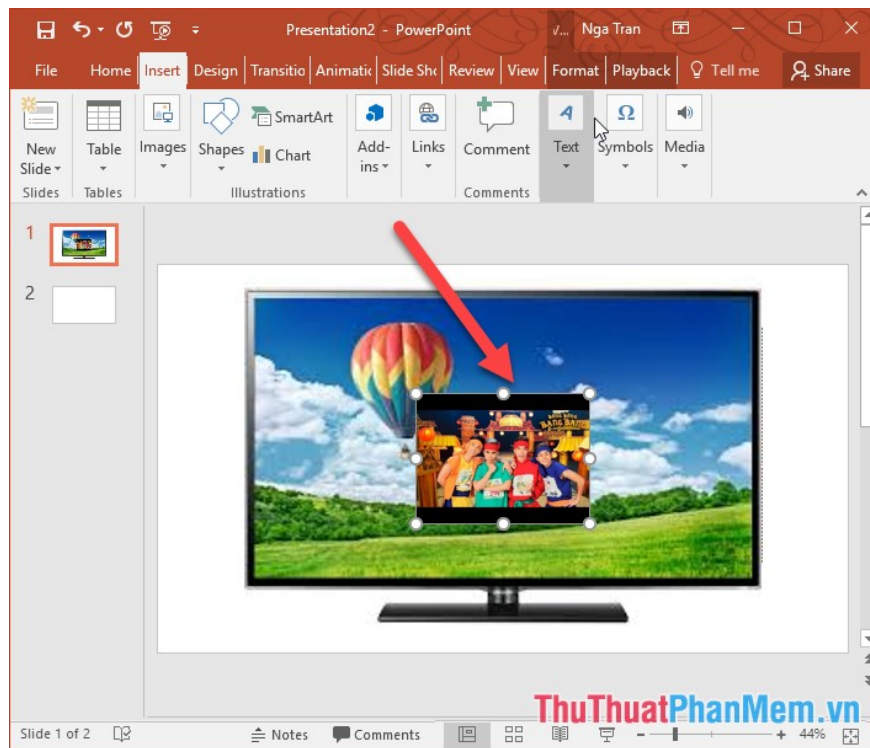 Presentation2 - PowerPoint
Nga Tran
File Home Insert Design Transitio Animatic Slide Sho Review View Format Playback Tell me Share
SmartArt
Chart
New Slide
Table
Images
Shapes
Add-ins
Links
Comment
Text
Symbols
Media
Slides
Tables
Illustrations
Comments
1
2
BANG BANG
ThuThuatPhanMem.vn
Slide 1 of 2
Notes
Comments
44%